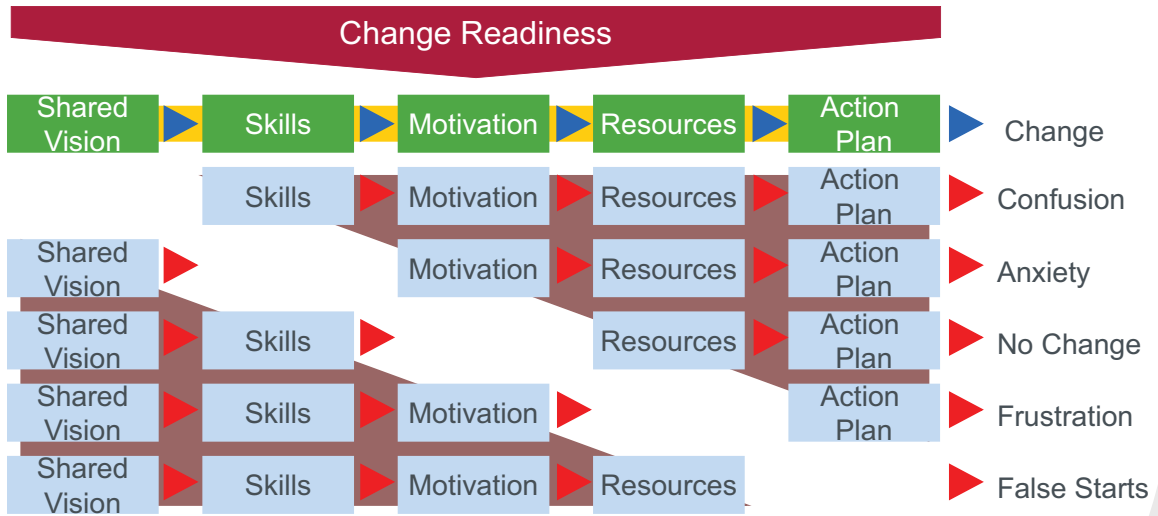 Change Readiness
Shared
Vision
Skills
Motivation
Resources
Action
Plan
Change
Skills
Motivation
Resources
Action
Plan
Confusion
Shared
Vision
Motivation
Resources
Action
Plan
Anxiety
Shared
Vision
Skills
Resources
Action
Plan
No Change
Shared
Vision
Skills
Motivation
Action
Plan
Frustration
Shared
Vision
Skills
Motivation
Resources
False Starts